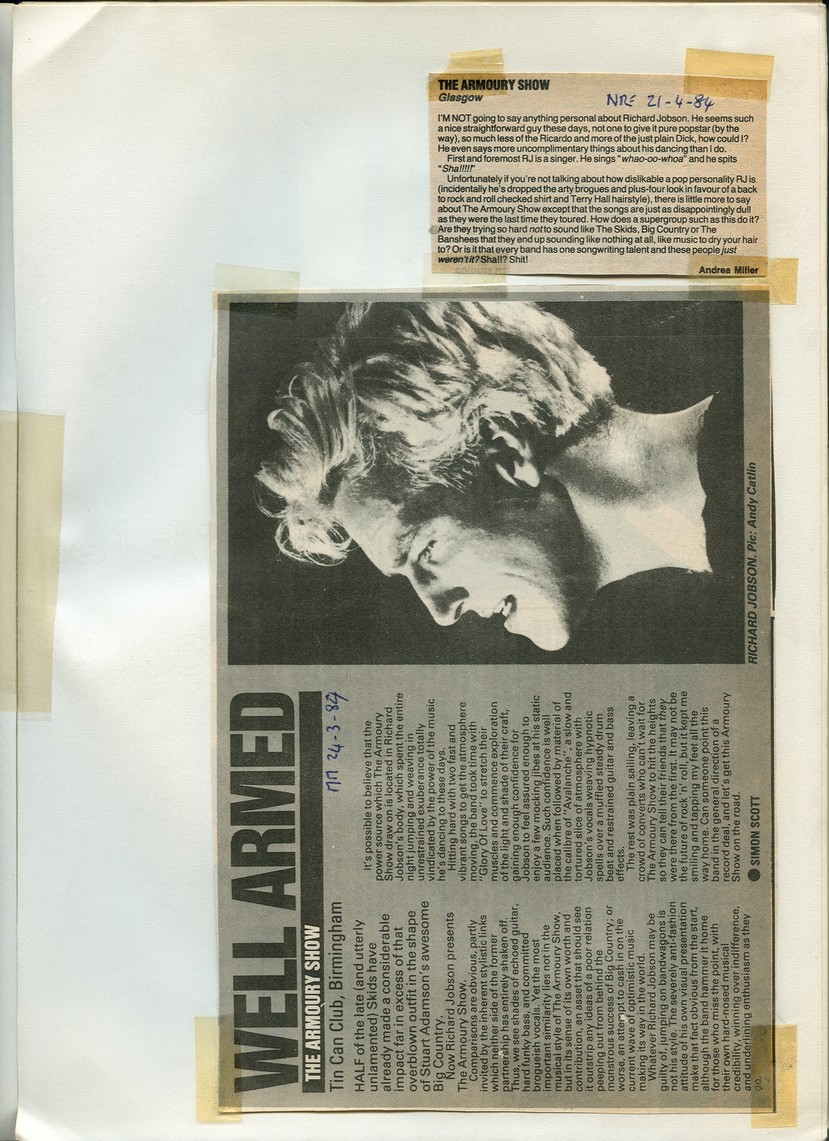 THE ARMOURY SHOW
Glasgow
NME 21-4-84
I'M NOT going to say anything personal about Richard Jobson. He seems such
a nice straightforward guy these days, not one to give it pure popstar (by the
way), so much less of the Ricardo and more of the just plain Dick, how could I?
He even says more uncomplimentary things about his dancing than I do.
First and foremost RJ is a singer. He sings "whao-oo-whoa" and he spits
"Sha!!!!!"
Unfortunately if you're not talking about how dislikable a pop personality RJ is
(incidentally he's dropped the arty brogues and plus-four look in favour of a back
to rock and roll checked shirt and Terry Hall hairstyle), there is little more to say
about The Armoury Show except that the songs are just as disappointingly dull
as they were the last time they toured. How does a supergroup such as this do it?
Are they trying so hard not to sound like The Skids, Big Country or The
Banshees that they end up sounding like nothing at all, like music to dry your hair
to? Or is it that every band has one songwriting talent and these people just
weren't it? Sha!!? Shit!
Andrea Miller
RICHARD JOBSON. Pic: Andy Catlin
WELL ARMED
THE ARMOURY SHOW
MM 24-3-84
Tin Can Club, Birmingham
HALF of the late (and utterly
unlamented) Skids have
already made a considerable
impact far in excess of that
overblown outfit in the shape
of Stuart Adamson's awesome
Big Country.
Now Richard Jobson presents
The Armoury Show.
Comparisons are obvious, partly
invited by the inherent stylistic links
which neither side of the former
partnership has entirely shaken off.
Thus, we see shades of echoed guitar,
hard funky bass, and committed
brogueish vocals. Yet the most
important similarity lies not in the
musical style of The Armoury Show,
but in its sense of its own worth and
contribution, an asset that should see
it outstrip any ideas of a poor relation
peeping out from behind the
monstrous success of Big Country; or
worse, an attempt to cash in on the
current wave of optimistic music
making its way in the world.
Whatever Richard Jobson may be
guilty of, jumping on bandwagons is
not his style. The severely anti-fashion
attitude of his own visual presentation
make that fact obvious from the start,
although the band hammer it home
for those who miss the point, with
their own hard-nosed musical
credibility, winning over indifference,
and underlining enthusiasm as they
go.
It's possible to believe that the
power source which The Armoury
Show draw on is located in Richard
Jobson's body, which spent the entire
night jumping and weaving in
unrestrained exuberance totally
vindicated by the power of the music
he's dancing to these days.
Hitting hard with two fast and
vibrant songs to get the atmosphere
moving, the band took time with
"Glory Of Love" to stretch their
muscles and commence exploration
of the light and shade of their craft,
gaining enough confidence for
Jobson to feel assured enough to
enjoy a few mocking jibes at his static
audience. Such confidence is well
placed when followed by material of
the calibre of "Avalanche", a slow and
tortured slice of atmosphere with
Jobson's vocals weaving hypnotic
spells over a muffled steady drum
beat and restrained guitar and bass
effects.
The rest was plain sailing, leaving a
crowd of converts who can't wait for
The Armoury Show to hit the heights
so they can tell their friends that they
were there from the first. It may not be
the future of rock 'n' roll, but it kept me
smiling and tapping my feet all the
way home. Can someone point this
band in the general direction of a
record deal, and let's get this Armoury
Show on the road.
● SIMON SCOTT